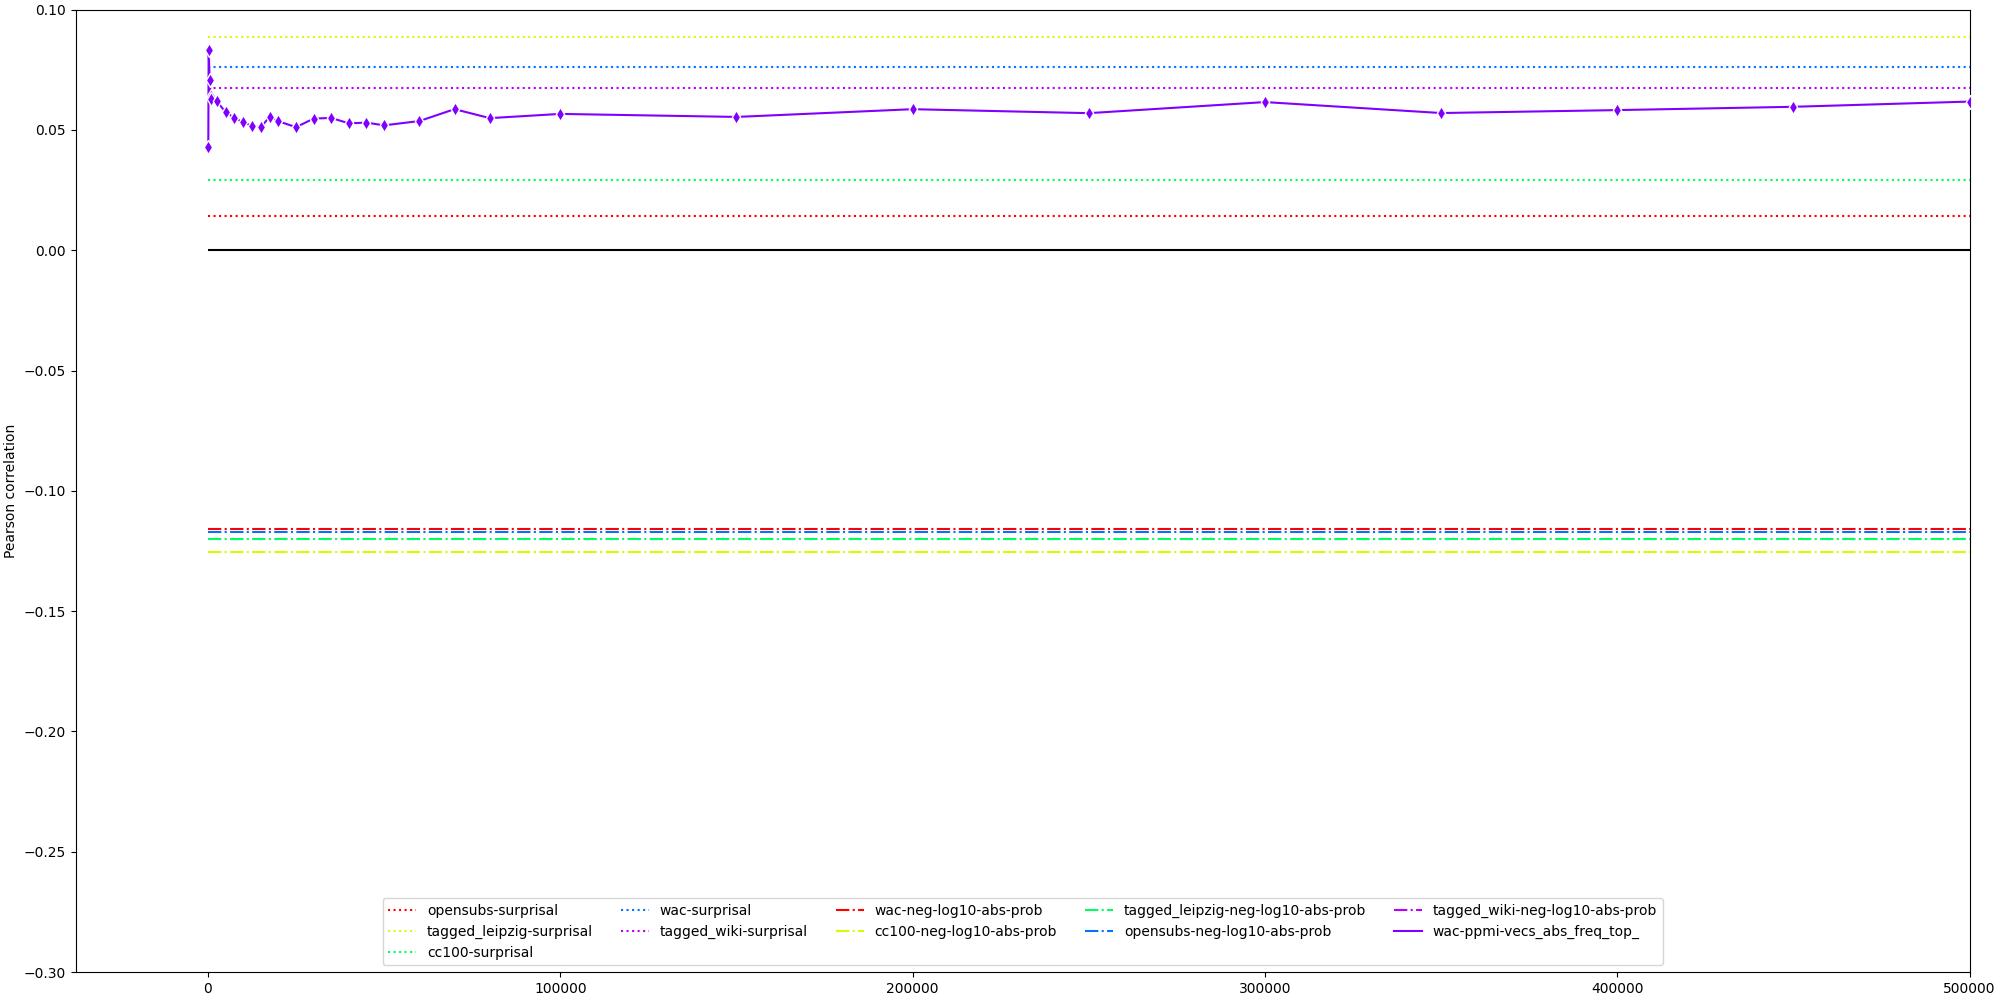 0.10
0.05
0.00
−0.05
−0.10
−0.15
−0.20
−0.25
−0.30
Pearson correlation
opensubs-surprisal
tagged_leipzig-surprisal
cc100-surprisal
wac-surprisal
tagged_wiki-surprisal
wac-neg-log10-abs-prob
cc100-neg-log10-abs-prob
tagged_leipzig-neg-log10-abs-prob
opensubs-neg-log10-abs-prob
tagged_wiki-neg-log10-abs-prob
wac-ppmi-vecs_abs_freq_top_
0
100000
200000
300000
400000
500000